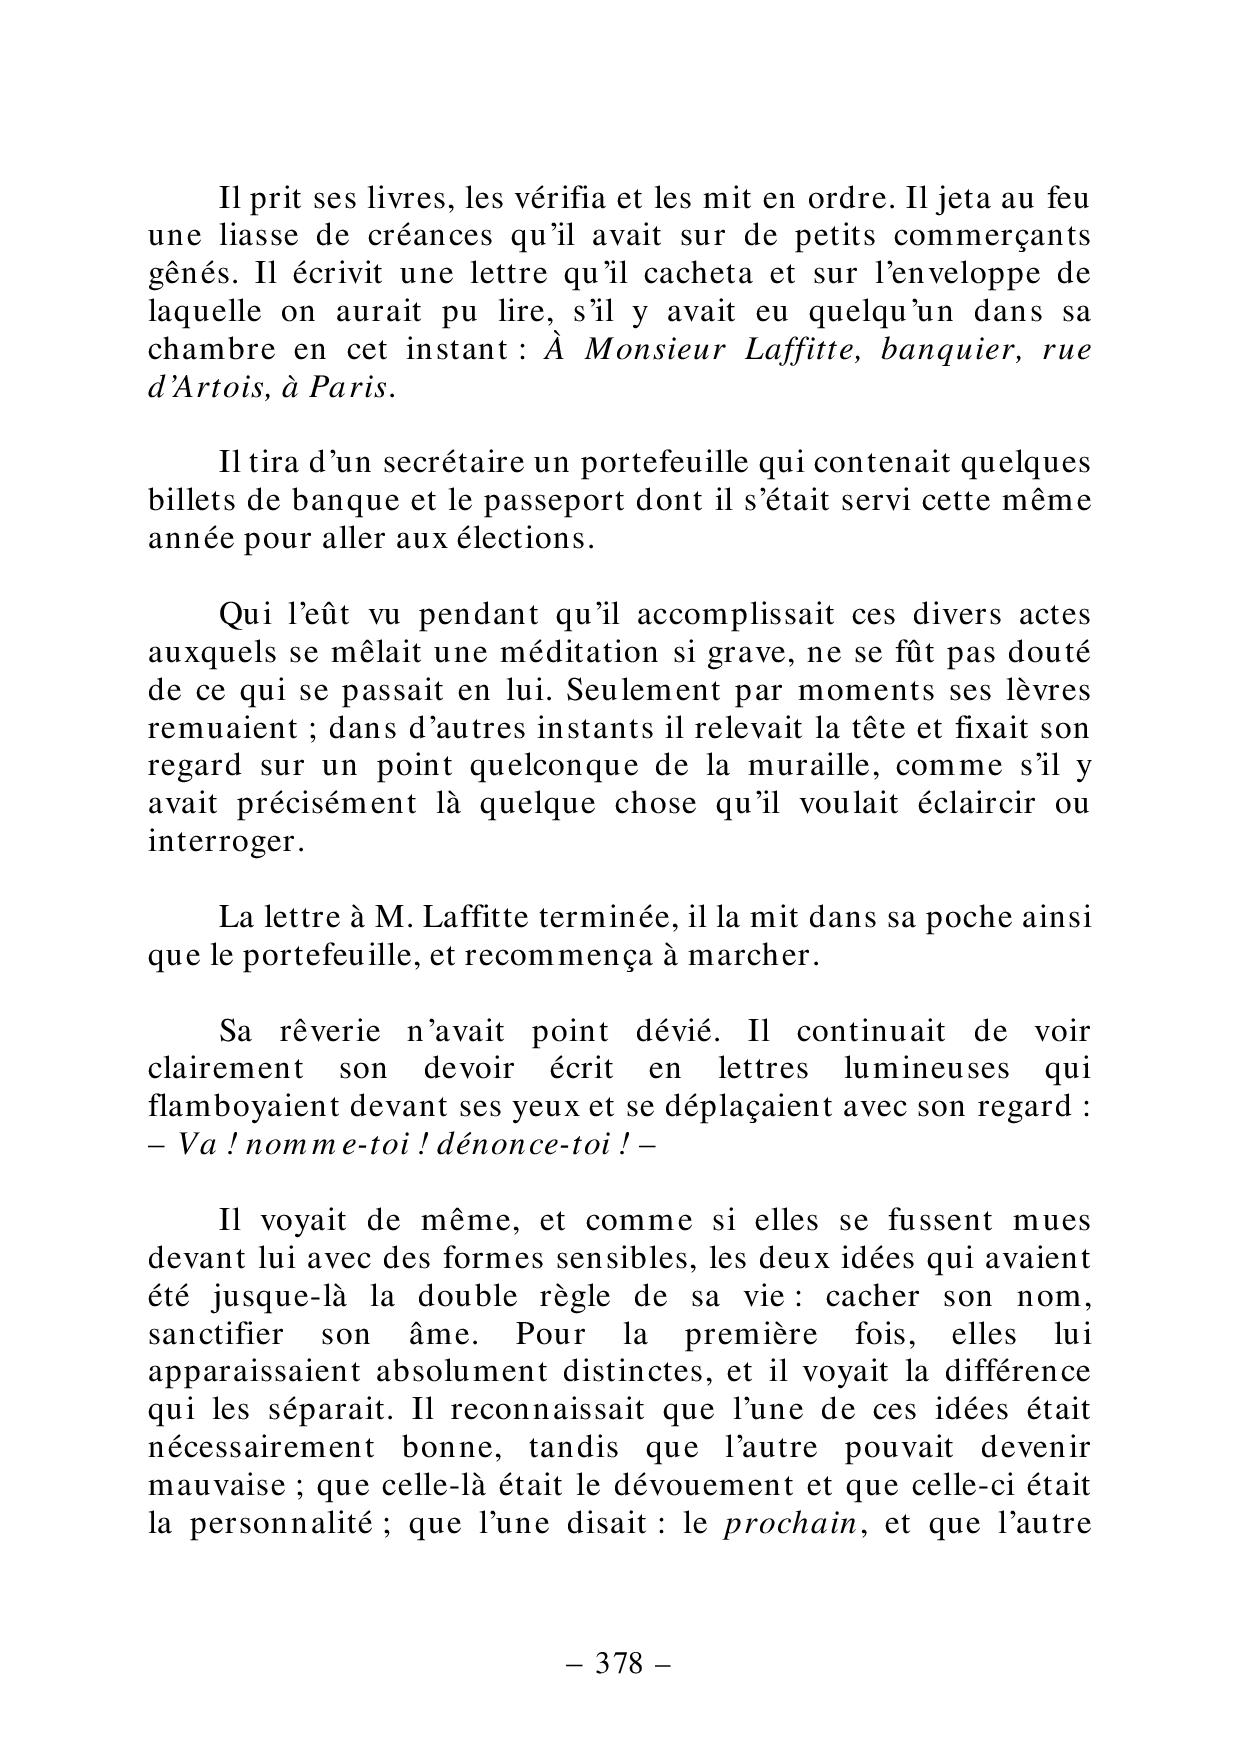 Il prit ses livres, les vérifia et les mit en ordre. Il jeta au feu
une liasse de créances qu’il avait sur de petits commerçants
gênés. Il écrivit une lettre qu’il cacheta et sur l’enveloppe de
laquelle on aurait pu lire, s’il y avait eu quelqu’un dans sa
chambre en cet instant : À Monsieur Laffitte, banquier, rue
d’Artois, à Paris.
Il tira d’un secrétaire un portefeuille qui contenait quelques
billets de banque et le passeport dont il s’était servi cette même
année pour aller aux élections.
Qui l’eût vu pendant qu’il accomplissait ces divers actes
auxquels se mêlait une méditation si grave, ne se fût pas douté
de ce qui se passait en lui. Seulement par moments ses lèvres
remuaient ; dans d’autres instants il relevait la tête et fixait son
regard sur un point quelconque de la muraille, comme s’il y
avait précisément là quelque chose qu’il voulait éclaircir ou
interroger.
La lettre à M. Laffitte terminée, il la mit dans sa poche ainsi
que le portefeuille, et recommença à marcher.
Sa rêverie n’avait point dévié. Il continuait de voir
clairement son devoir écrit en lettres lumineuses qui
flamboyaient devant ses yeux et se déplaçaient avec son regard :
– Va ! nomme-toi ! dénonce-toi ! –
Il voyait de même, et comme si elles se fussent mues
devant lui avec des formes sensibles, les deux idées qui avaient
été jusque-là la double règle de sa vie : cacher son nom,
sanctifier son âme. Pour la première fois, elles lui
apparaissaient absolument distinctes, et il voyait la différence
qui les séparait. Il reconnaissait que l’une de ces idées était
nécessairement bonne, tandis que l’autre pouvait devenir
mauvaise ; que celle-là était le dévouement et que celle-ci était
la personnalité ; que l’une disait : le prochain, et que l’autre
– 378 –